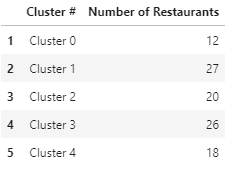 Cluster # Number of Restaurants
1 Cluster 0 12
2 Cluster 1 27
3 Cluster 2 20
4 Cluster 3 26
5 Cluster 4 18